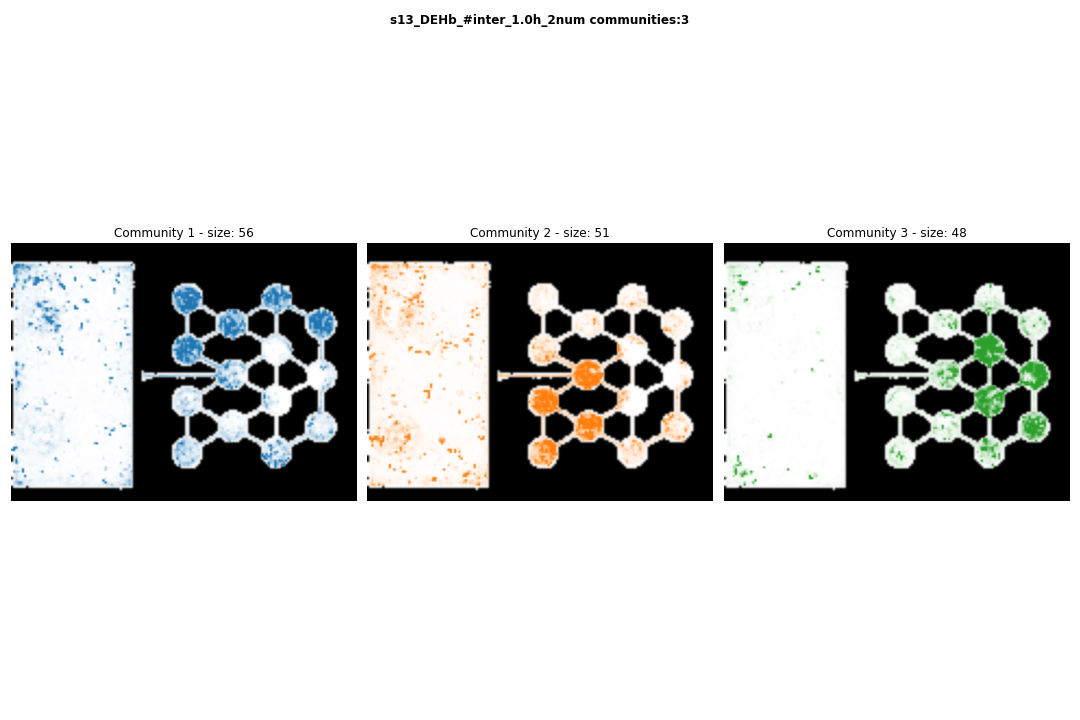 s13_DEHb_#inter_1.0h_2num communities:3
Community 1 - size: 56
Community 2 - size: 51
Community 3 - size: 48